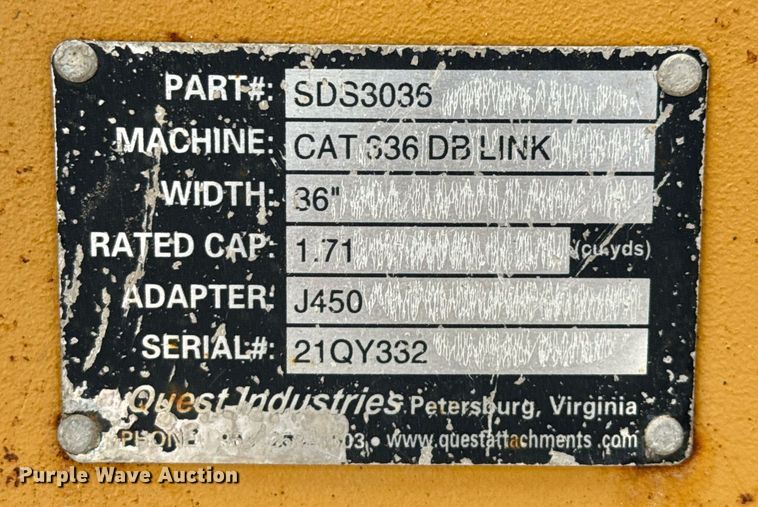 PART#: SDS3036
MACHINE: CAT 336 DB LINK
WIDTH: 36"
RATED CAP: 1.71 (cu.yds)
ADAPTER: J450
SERIAL#: 21QY332
Quest Industries Petersburg, Virginia
PHONE • www.questattachments.com
Purple Wave Auction